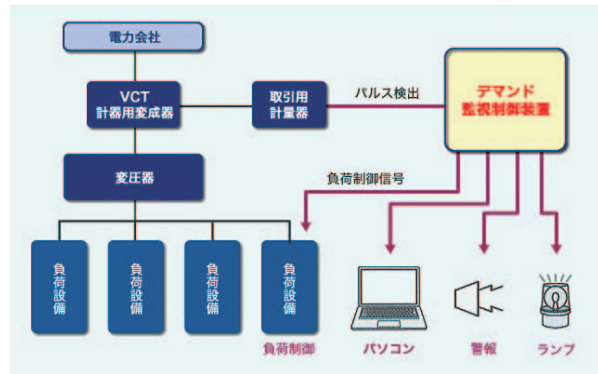 電力会社
VCT
計器用変成器
取引用
計量器
パルス検出
デマンド
監視制御装置
変圧器
負荷制御信号
負荷設備
負荷設備
負荷設備
負荷設備
負荷制御
パソコン
警報
ランプ